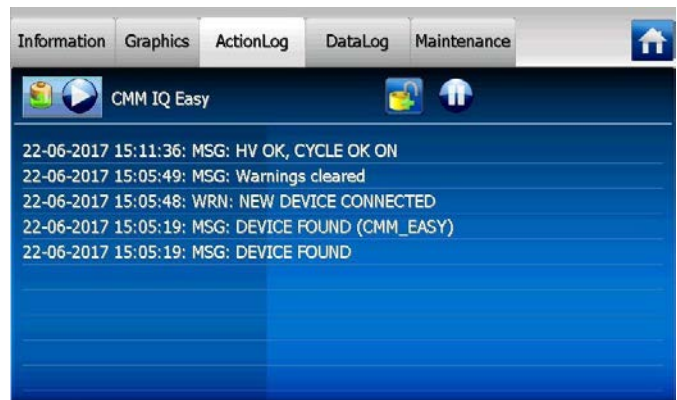 Information Graphics ActionLog DataLog Maintenance
CMM IQ Easy
22-06-2017 15:11:36: MSG: HV OK, CYCLE OK ON
22-06-2017 15:05:49: MSG: Warnings cleared
22-06-2017 15:05:48: WRN: NEW DEVICE CONNECTED
22-06-2017 15:05:19: MSG: DEVICE FOUND (CMM_EASY)
22-06-2017 15:05:19: MSG: DEVICE FOUND